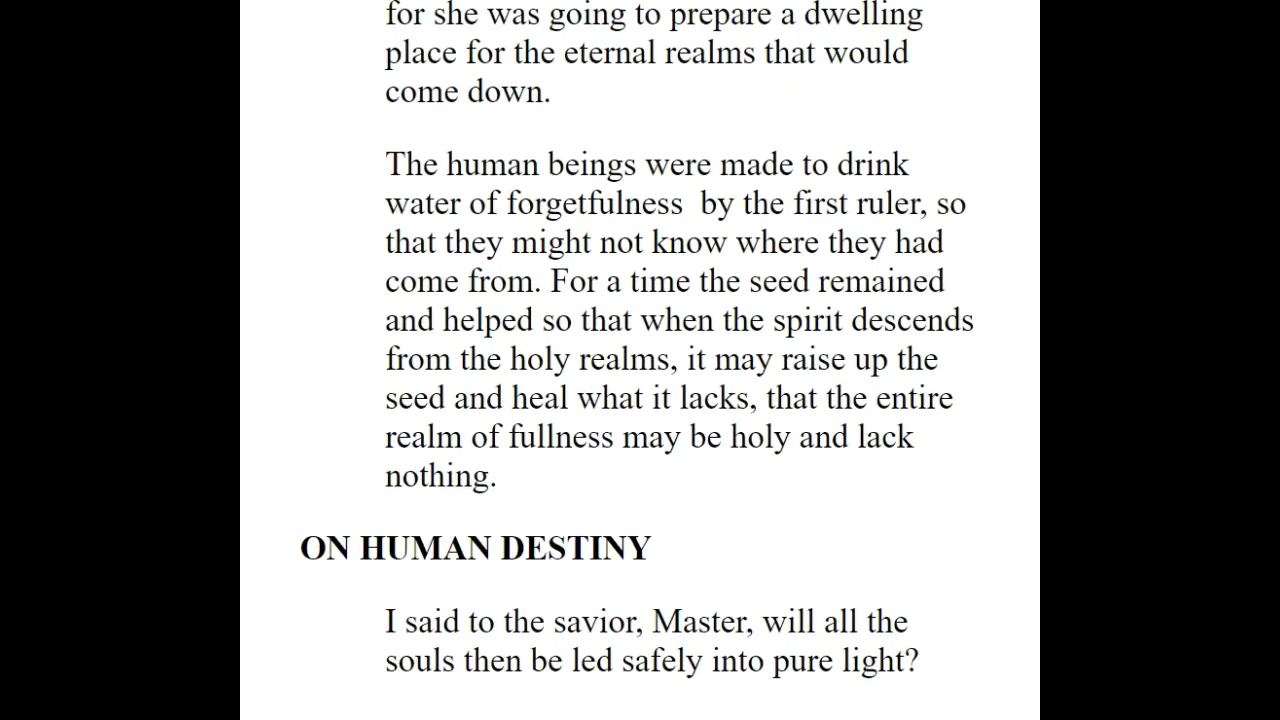 for she was going to prepare a dwelling
place for the eternal realms that would
come down.
The human beings were made to drink
water of forgetfulness  by the first ruler, so
that they might not know where they had
come from. For a time the seed remained
and helped so that when the spirit descends
from the holy realms, it may raise up the
seed and heal what it lacks, that the entire
realm of fullness may be holy and lack
nothing.
ON HUMAN DESTINY
I said to the savior, Master, will all the
souls then be led safely into pure light?